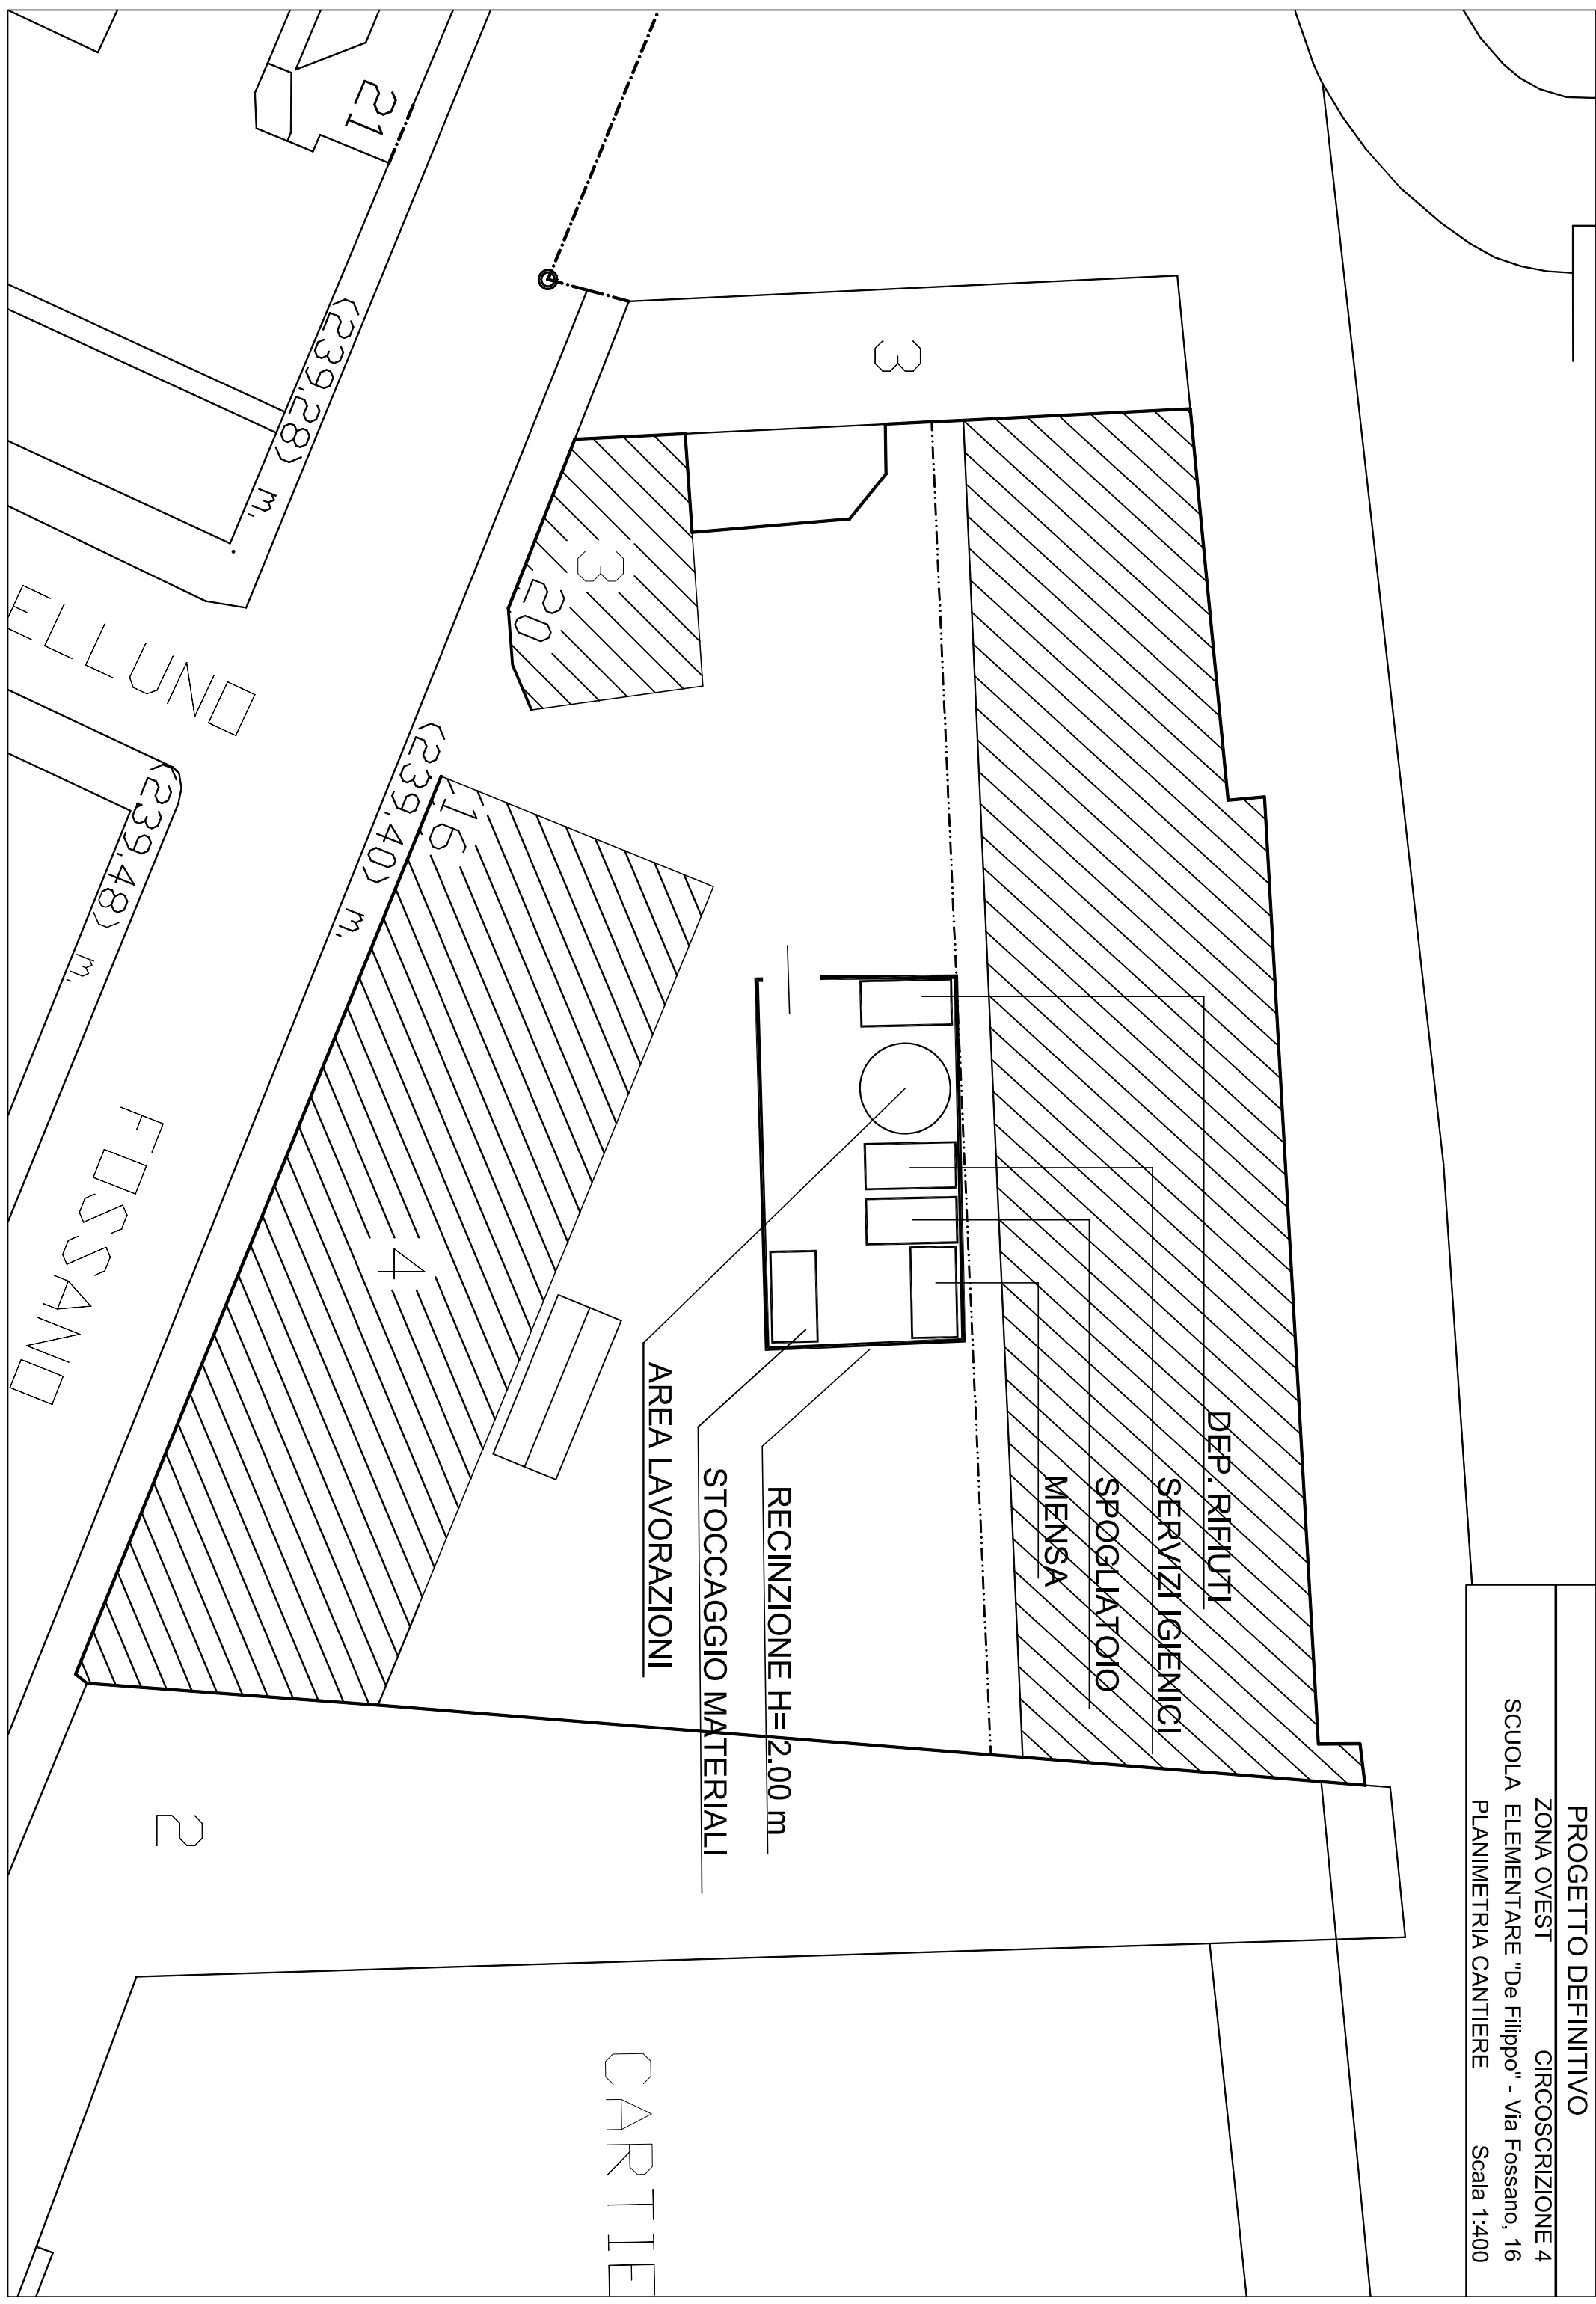 PROGETTO DEFINITIVO
ZONA OVEST CIRCOSCRIZIONE 4
SCUOLA ELEMENTARE "De Filippo" - Via Fossano, 16
PLANIMETRIA CANTIERE Scala 1:400
DEP. RIFIUTI
SERVIZI IGIENICI
SPOGLIATOIO
MENSA
RECINZIONE H= 2.00 m
STOCCAGGIO MATERIALI
AREA LAVORAZIONI
3
3
20
21
(239.28) m.
(239.40) m.
16
(239.48) m.
4
2
ELLUNO
FOSSANO
CARTIE